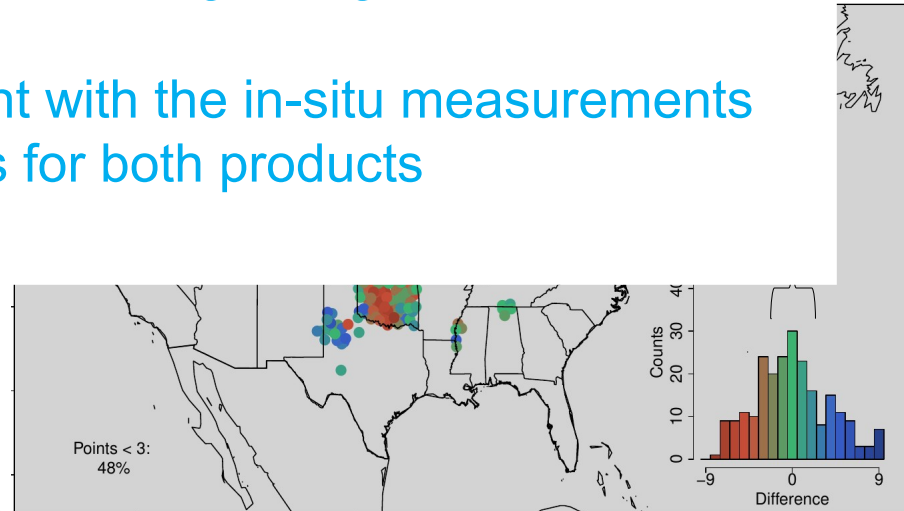 nt with the in-situ measurements
s for both products
Counts
30
20
10
0
−9 0 9
Difference
Points < 3:
48%